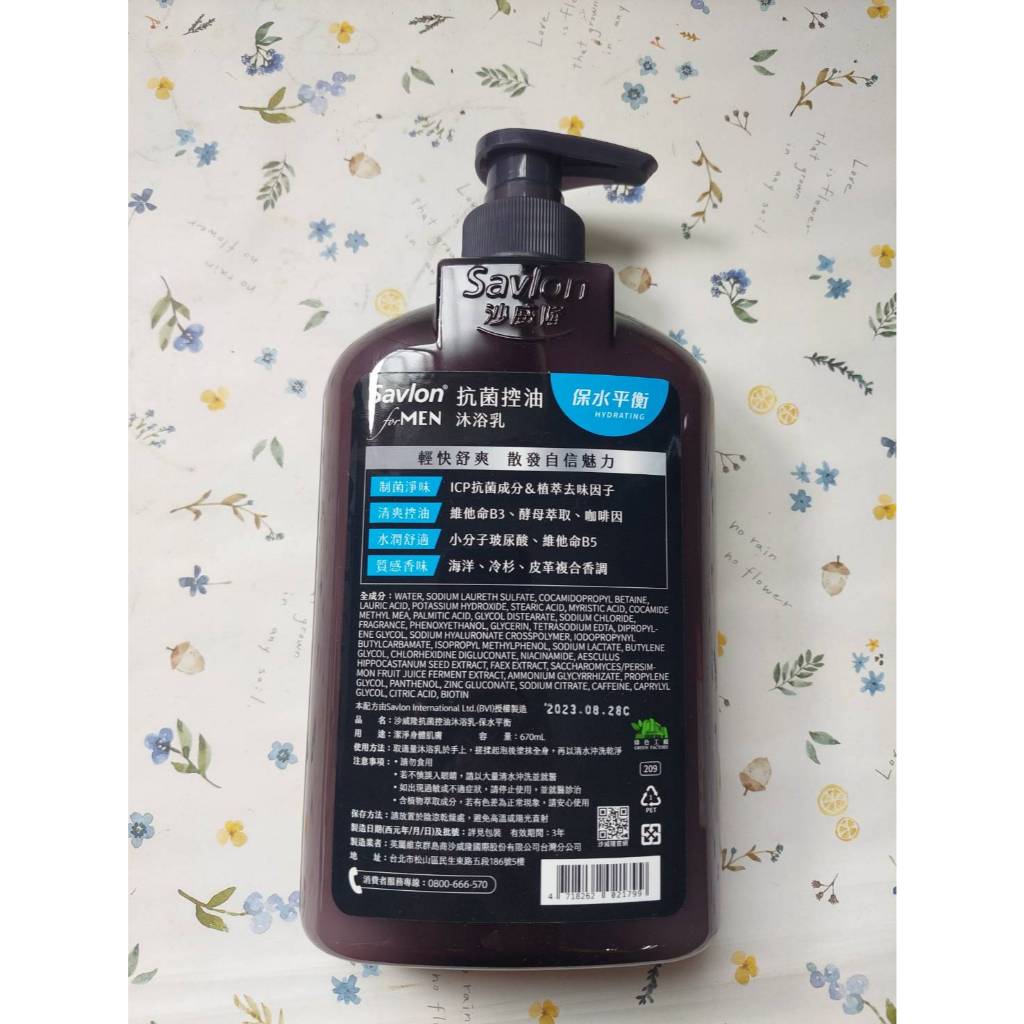 Savlon
沙威隆
Savlon® 抗菌控油
for MEN 沐浴乳
保水平衡
HYDRATING
輕快舒爽 散發自信魅力
制菌淨味 ICP抗菌成分&植萃去味因子
清爽控油 維他命B3、酵母萃取、咖啡因
水潤舒適 小分子玻尿酸、維他命B5
質感香味 海洋、冷杉、皮革複合香調
全成分：WATER, SODIUM LAURETH SULFATE, COCAMIDOPROPYL BETAINE,
LAURIC ACID, POTASSIUM HYDROXIDE, STEARIC ACID, MYRISTIC ACID, COCAMIDE
METHYL MEA, PALMITIC ACID, GLYCOL DISTEARATE, SODIUM CHLORIDE,
FRAGRANCE, PHENOXYETHANOL, GLYCERIN, TETRASODIUM EDTA, DIPROPYL-
ENE GLYCOL, SODIUM HYALURONATE CROSSPOLYMER, IODOPROPYNYL
BUTYLCARBAMATE, ISOPROPYL METHYLPHENOL, SODIUM LACTATE, BUTYLENE
GLYCOL, CHLORHEXIDINE DIGLUCONATE, NIACINAMIDE, AESCULUS
HIPPOCASTANUM SEED EXTRACT, FAEX EXTRACT, SACCHAROMYCES/PERSIM-
MON FRUIT JUICE FERMENT EXTRACT, AMMONIUM GLYCYRRHIZATE, PROPYLENE
GLYCOL, PANTHENOL, ZINC GLUCONATE, SODIUM CITRATE, CAFFEINE, CAPRYLYL
GLYCOL, CITRIC ACID, BIOTIN
本配方由Savlon International Ltd.(BVI)授權製造
2023.08.28C
品 名：沙威隆抗菌控油沐浴乳-保水平衡
用 途：潔淨身體肌膚 容 量：670mL
使用方法：取適量沐浴乳於手上，搓揉起泡後塗抹全身，再以清水沖洗乾淨
注意事項：•請勿食用
•若不慎誤入眼睛，請以大量清水沖洗並就醫
•如出現過敏或不適症狀，請停止使用，並就醫診治
•含植物萃取成分，若有色差為正常現象，請安心使用
保存方法：請放置於陰涼乾燥處，避免高溫或陽光直射
製造日期(西元年/月/日)及批號：詳見包裝 有效期間：3年
製造業者：英屬維京群島商沙威隆國際股份有限公司台灣分公司
地 址：台北市松山區民生東路五段186號5樓
消費者服務專線：0800-666-570
綠色工廠
GREEN FACTORY
209
PET
沙威隆官網
4 718262 021799
Love
is flower
that grown
in any soil
no rain
no flower